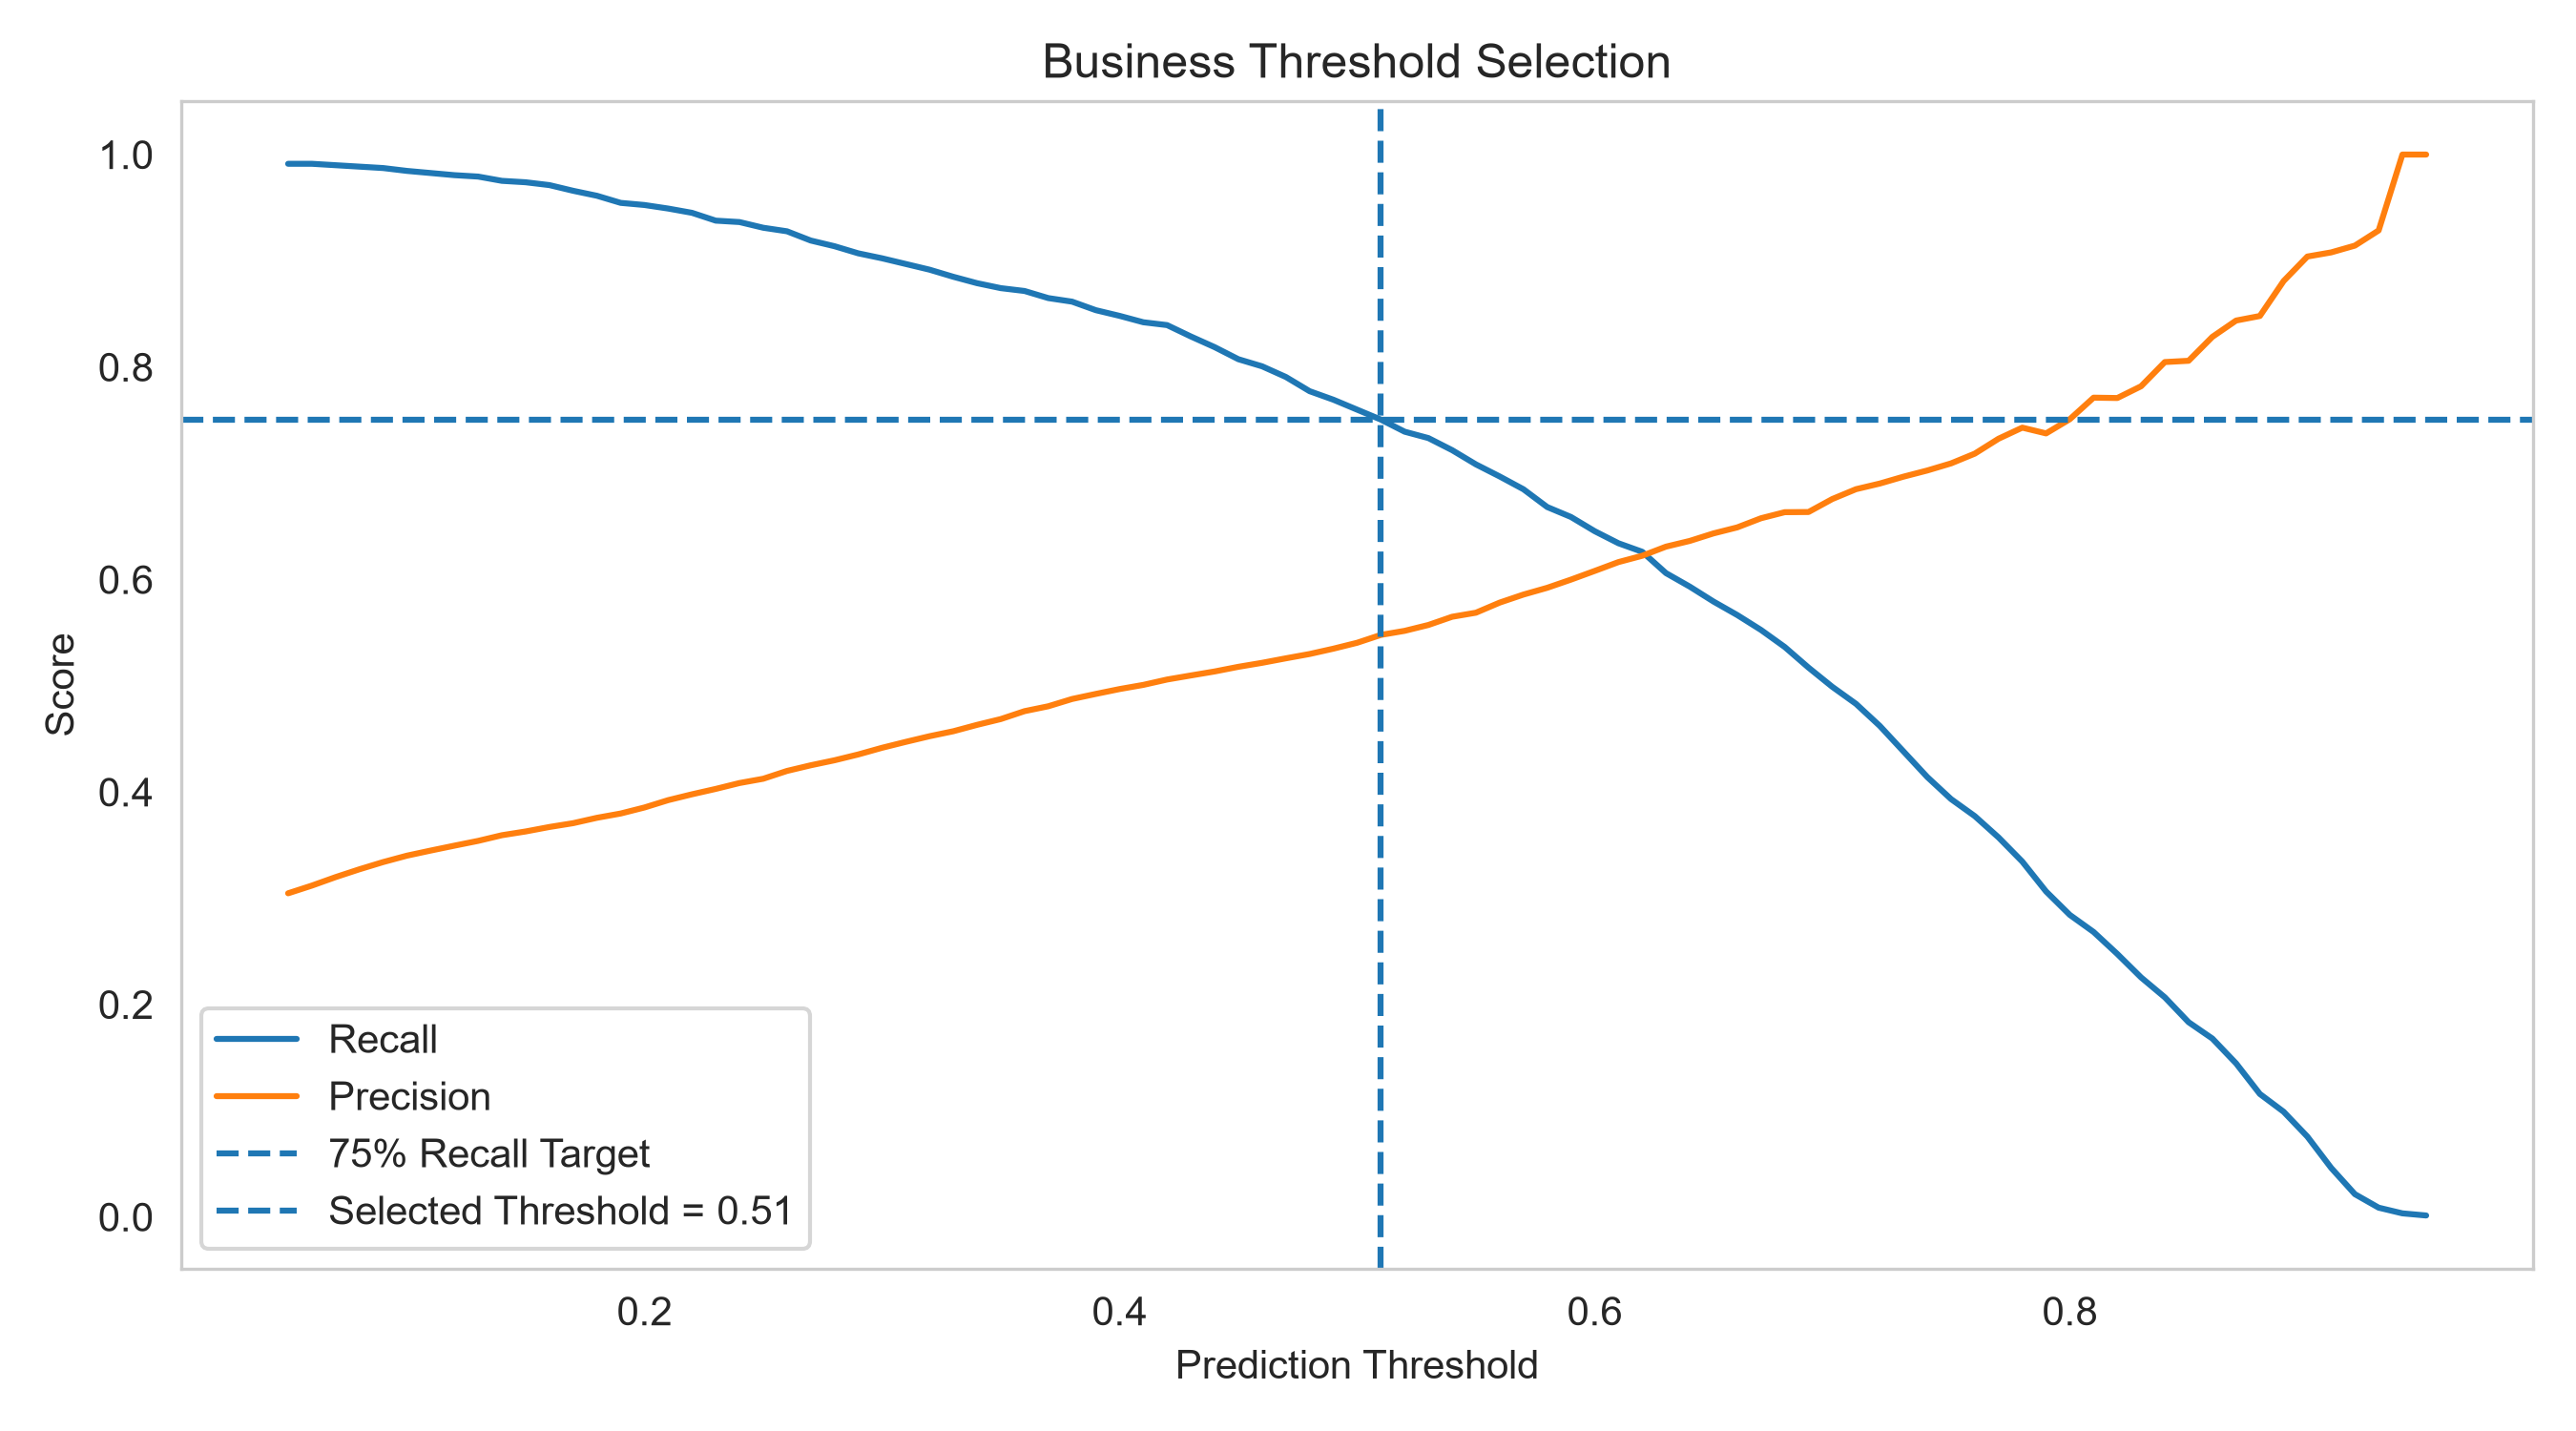 Business Threshold Selection
1.0
0.8
0.6
0.4
0.2
0.0
Score
Recall
Precision
75% Recall Target
Selected Threshold = 0.51
0.2
0.4
0.6
0.8
Prediction Threshold